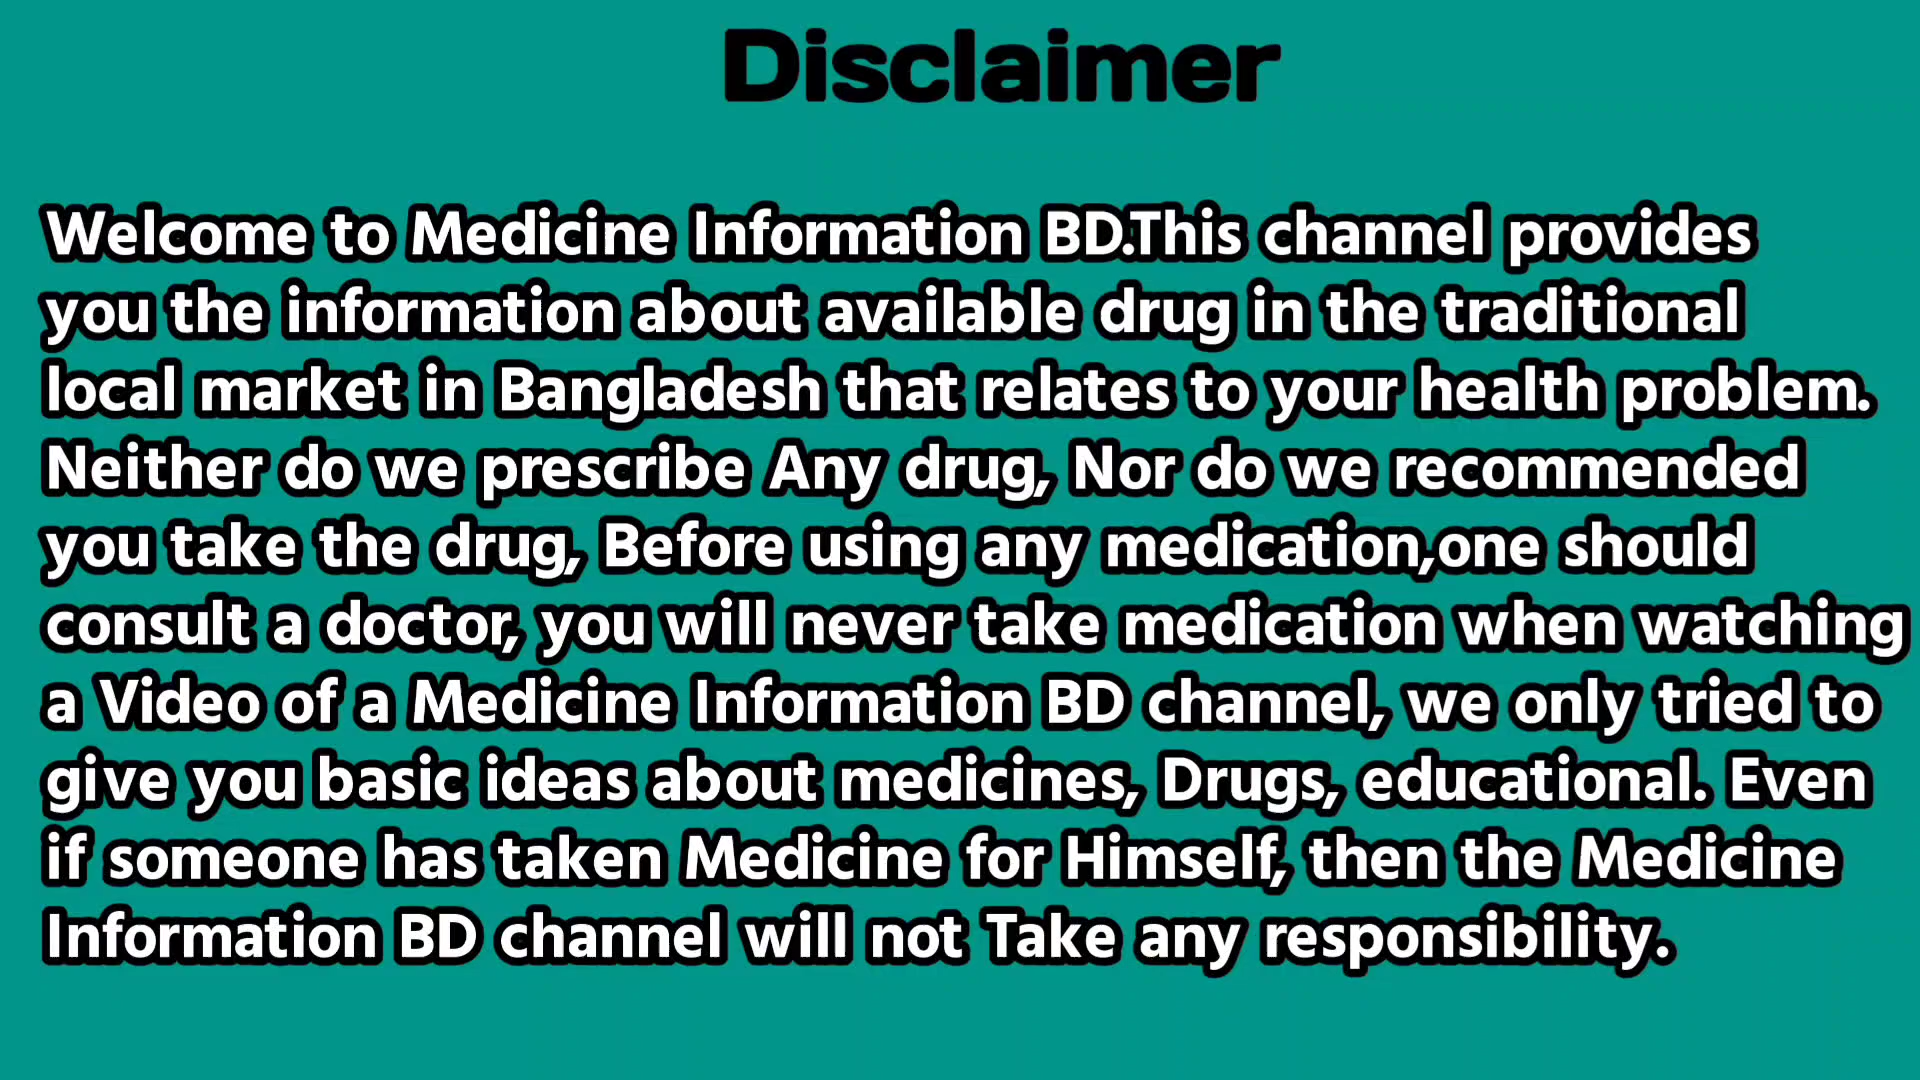 Disclaimer
Welcome to Medicine Information BD.This channel provides
you the information about available drug in the traditional
local market in Bangladesh that relates to your health problem.
Neither do we prescribe Any drug, Nor do we recommended
you take the drug, Before using any medication,one should
consult a doctor, you will never take medication when watching
a Video of a Medicine Information BD channel, we only tried to
give you basic ideas about medicines, Drugs, educational. Even
if someone has taken Medicine for Himself, then the Medicine
Information BD channel will not Take any responsibility.